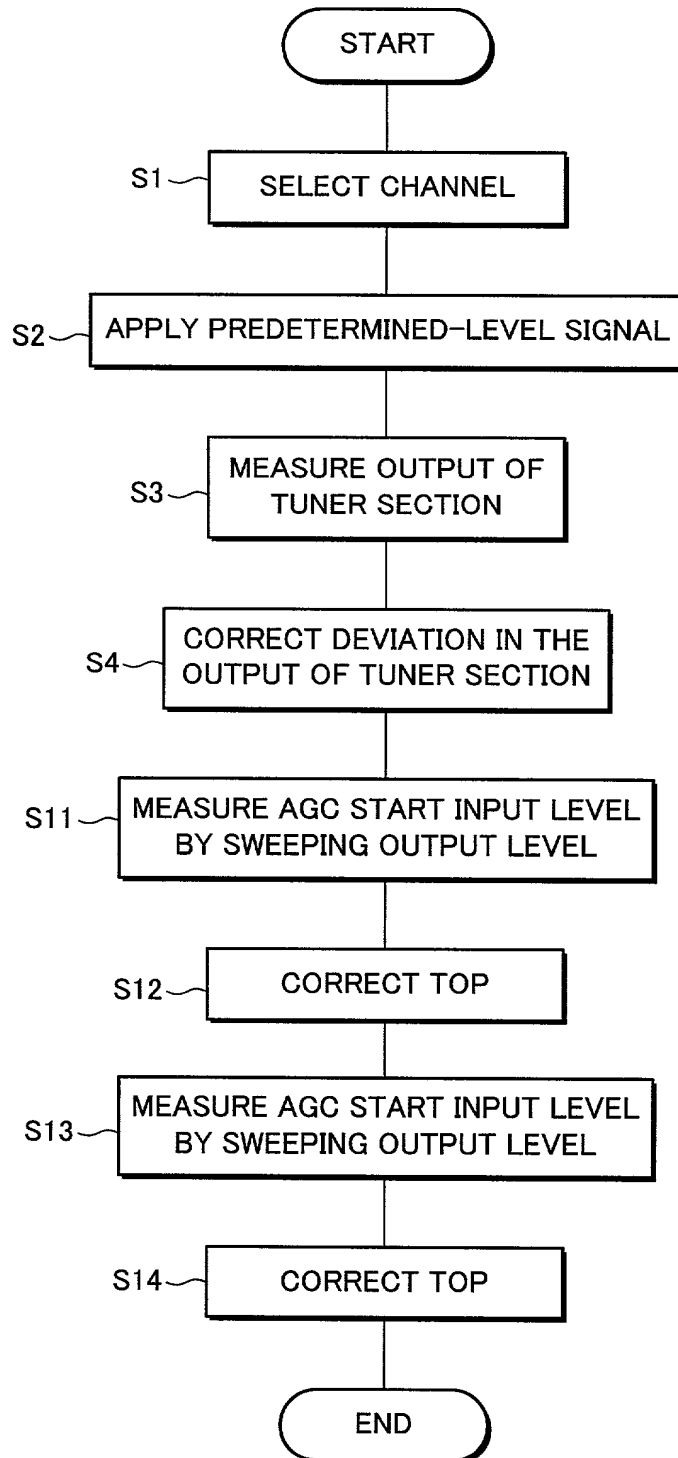 START
S1
SELECT CHANNEL
S2
APPLY PREDETERMINED-LEVEL SIGNAL
S3
MEASURE OUTPUT OF
TUNER SECTION
S4
CORRECT DEVIATION IN THE
OUTPUT OF TUNER SECTION
S11
MEASURE AGC START INPUT LEVEL
BY SWEEPING OUTPUT LEVEL
S12
CORRECT TOP
S13
MEASURE AGC START INPUT LEVEL
BY SWEEPING OUTPUT LEVEL
S14
CORRECT TOP
END